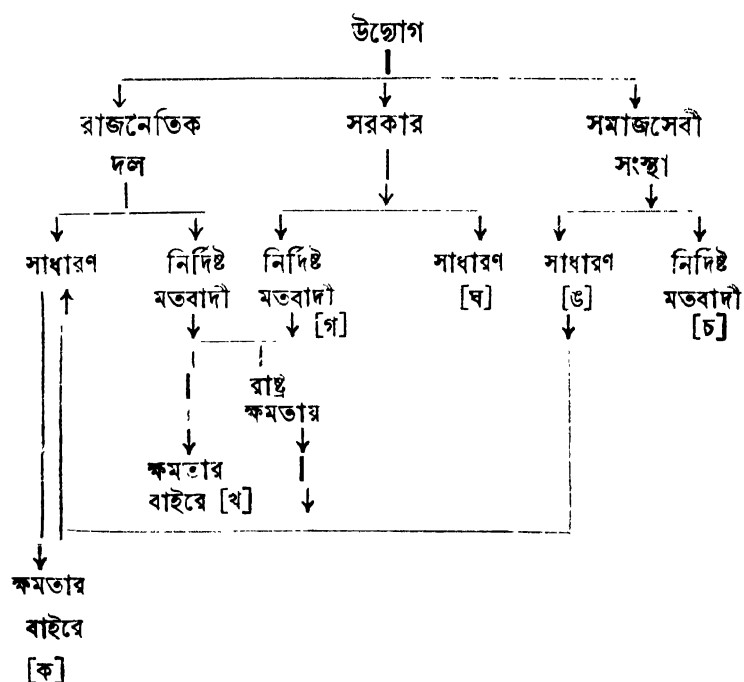 উদ্যোগ
রাজনৈতিক সরকার সমাজসেবী
দল সংস্থা
সাধারণ নির্দিষ্ট নির্দিষ্ট সাধারণ সাধারণ নির্দিষ্ট
মতবাদী মতবাদী [ঘ] [ঙ] মতবাদী
[গ] [চ]
রাষ্ট্র
ক্ষমতায়
ক্ষমতার
বাইরে [খ]
ক্ষমতার
বাইরে
[ক]